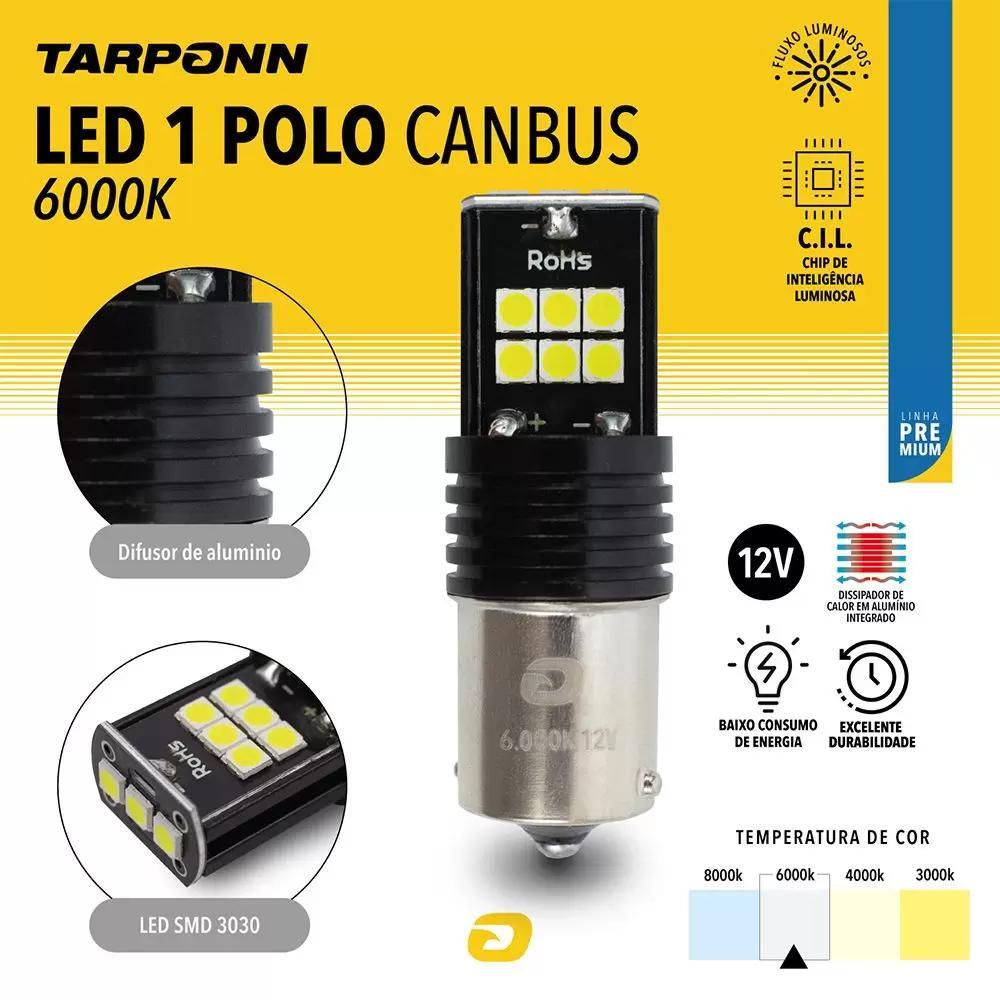 TARPONN
LED 1 POLO CANBUS
6000K
• FLUXO LUMINOSOS •
C.I.L.
CHIP DE
INTELIGÊNCIA
LUMINOSA
LINHA
PRE
MIUM
RoHS
+
Difusor de aluminio
12V
DISSIPADOR DE
CALOR EM ALUMÍNIO
INTEGRADO
BAIXO CONSUMO
DE ENERGIA
EXCELENTE
DURABILIDADE
6.000K 12V
RoHS
LED SMD 3030
TEMPERATURA DE COR
8000k 6000k 4000k 3000k